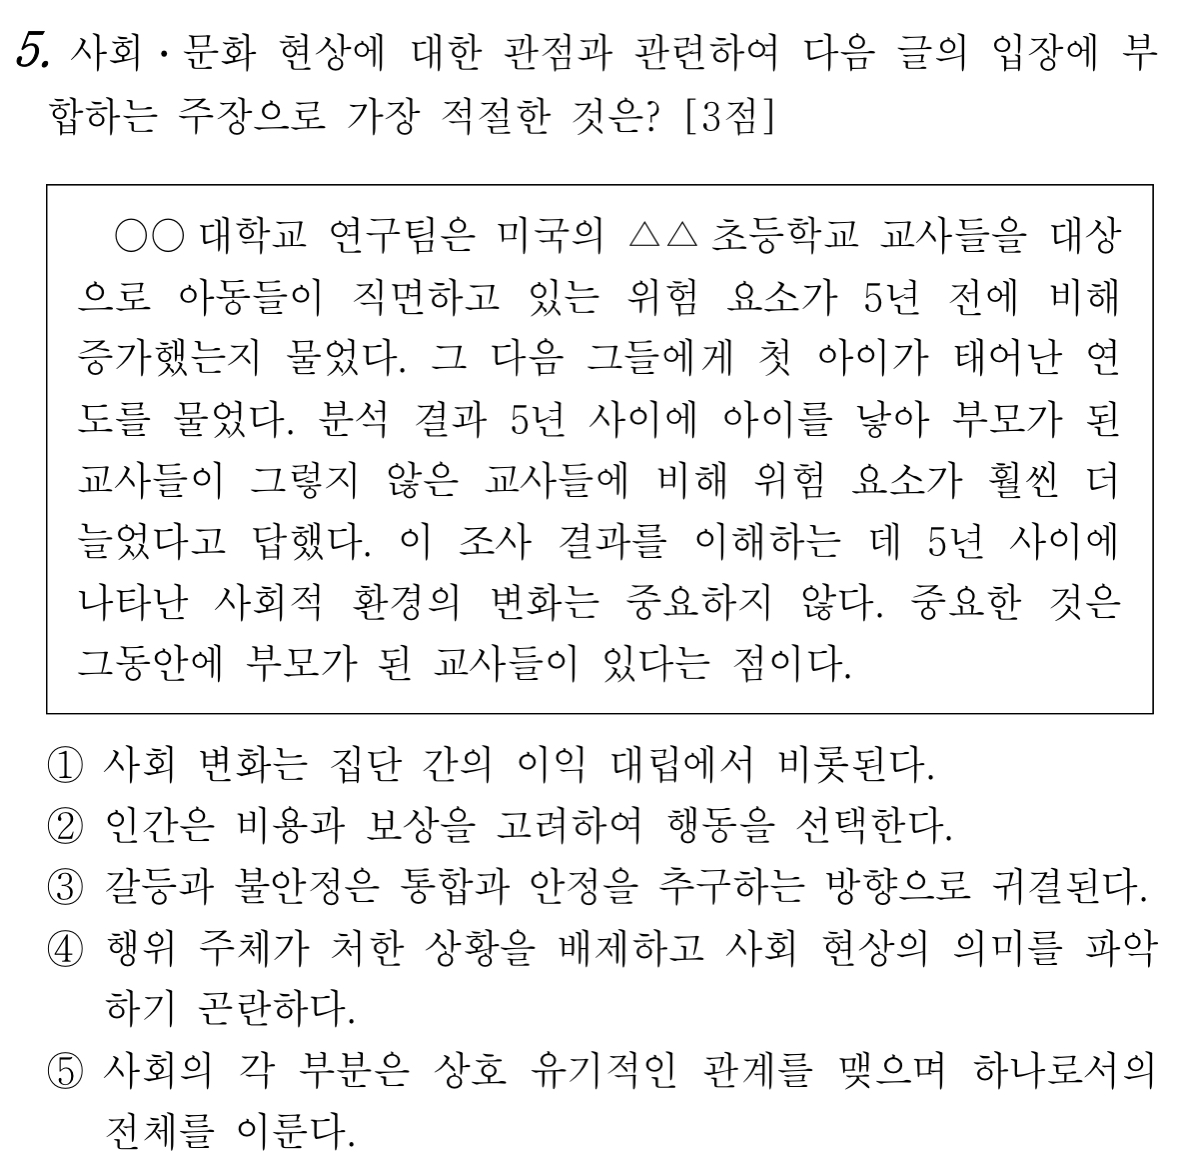 5. 사회·문화 현상에 대한 관점과 관련하여 다음 글의 입장에 부
합하는 주장으로 가장 적절한 것은? [3점]
○○ 대학교 연구팀은 미국의 △△ 초등학교 교사들을 대상
으로 아동들이 직면하고 있는 위험 요소가 5년 전에 비해
증가했는지 물었다. 그 다음 그들에게 첫 아이가 태어난 연
도를 물었다. 분석 결과 5년 사이에 아이를 낳아 부모가 된
교사들이 그렇지 않은 교사들에 비해 위험 요소가 훨씬 더
늘었다고 답했다. 이 조사 결과를 이해하는 데 5년 사이에
나타난 사회적 환경의 변화는 중요하지 않다. 중요한 것은
그동안에 부모가 된 교사들이 있다는 점이다.
① 사회 변화는 집단 간의 이익 대립에서 비롯된다.
② 인간은 비용과 보상을 고려하여 행동을 선택한다.
③ 갈등과 불안정은 통합과 안정을 추구하는 방향으로 귀결된다.
④ 행위 주체가 처한 상황을 배제하고 사회 현상의 의미를 파악
하기 곤란하다.
⑤ 사회의 각 부분은 상호 유기적인 관계를 맺으며 하나로서의
전체를 이룬다.